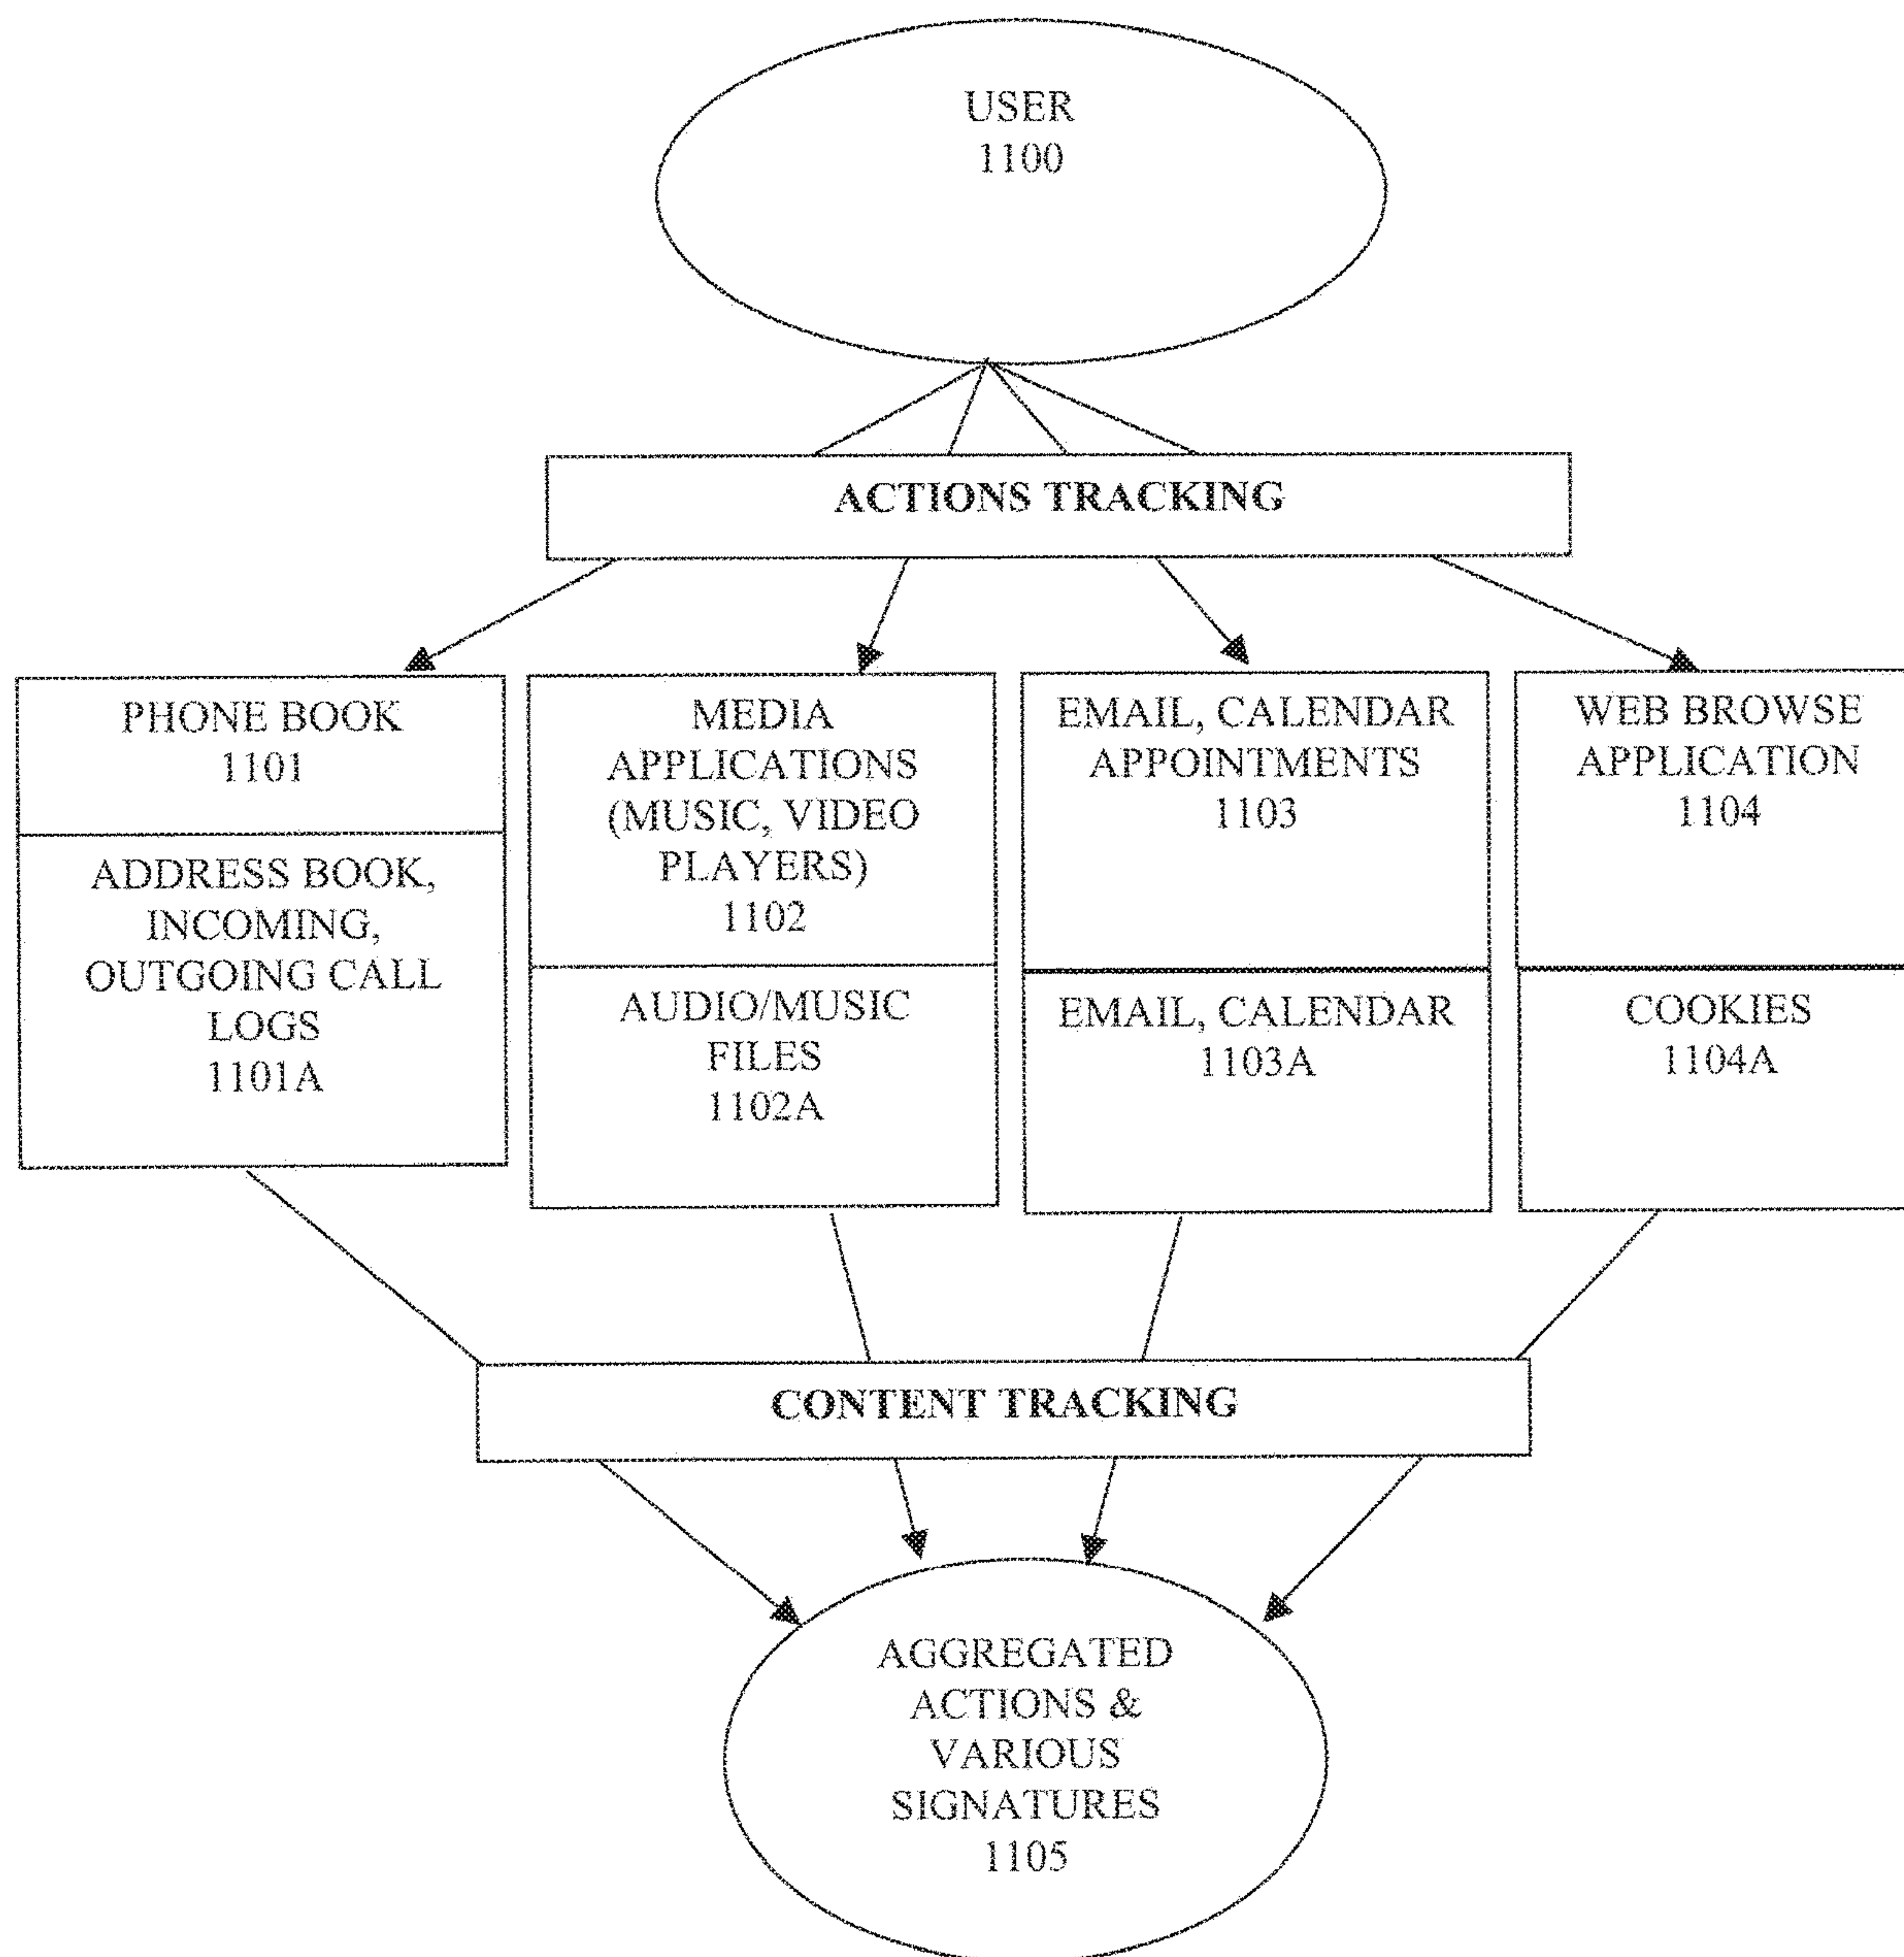 USER
1100
ACTIONS TRACKING
PHONE BOOK
1101
ADDRESS BOOK,
INCOMING,
OUTGOING CALL
LOGS
1101A
MEDIA
APPLICATIONS
(MUSIC, VIDEO
PLAYERS)
1102
AUDIO/MUSIC
FILES
1102A
EMAIL, CALENDAR
APPOINTMENTS
1103
EMAIL, CALENDAR
1103A
WEB BROWSE
APPLICATION
1104
COOKIES
1104A
CONTENT TRACKING
AGGREGATED
ACTIONS &
VARIOUS
SIGNATURES
1105